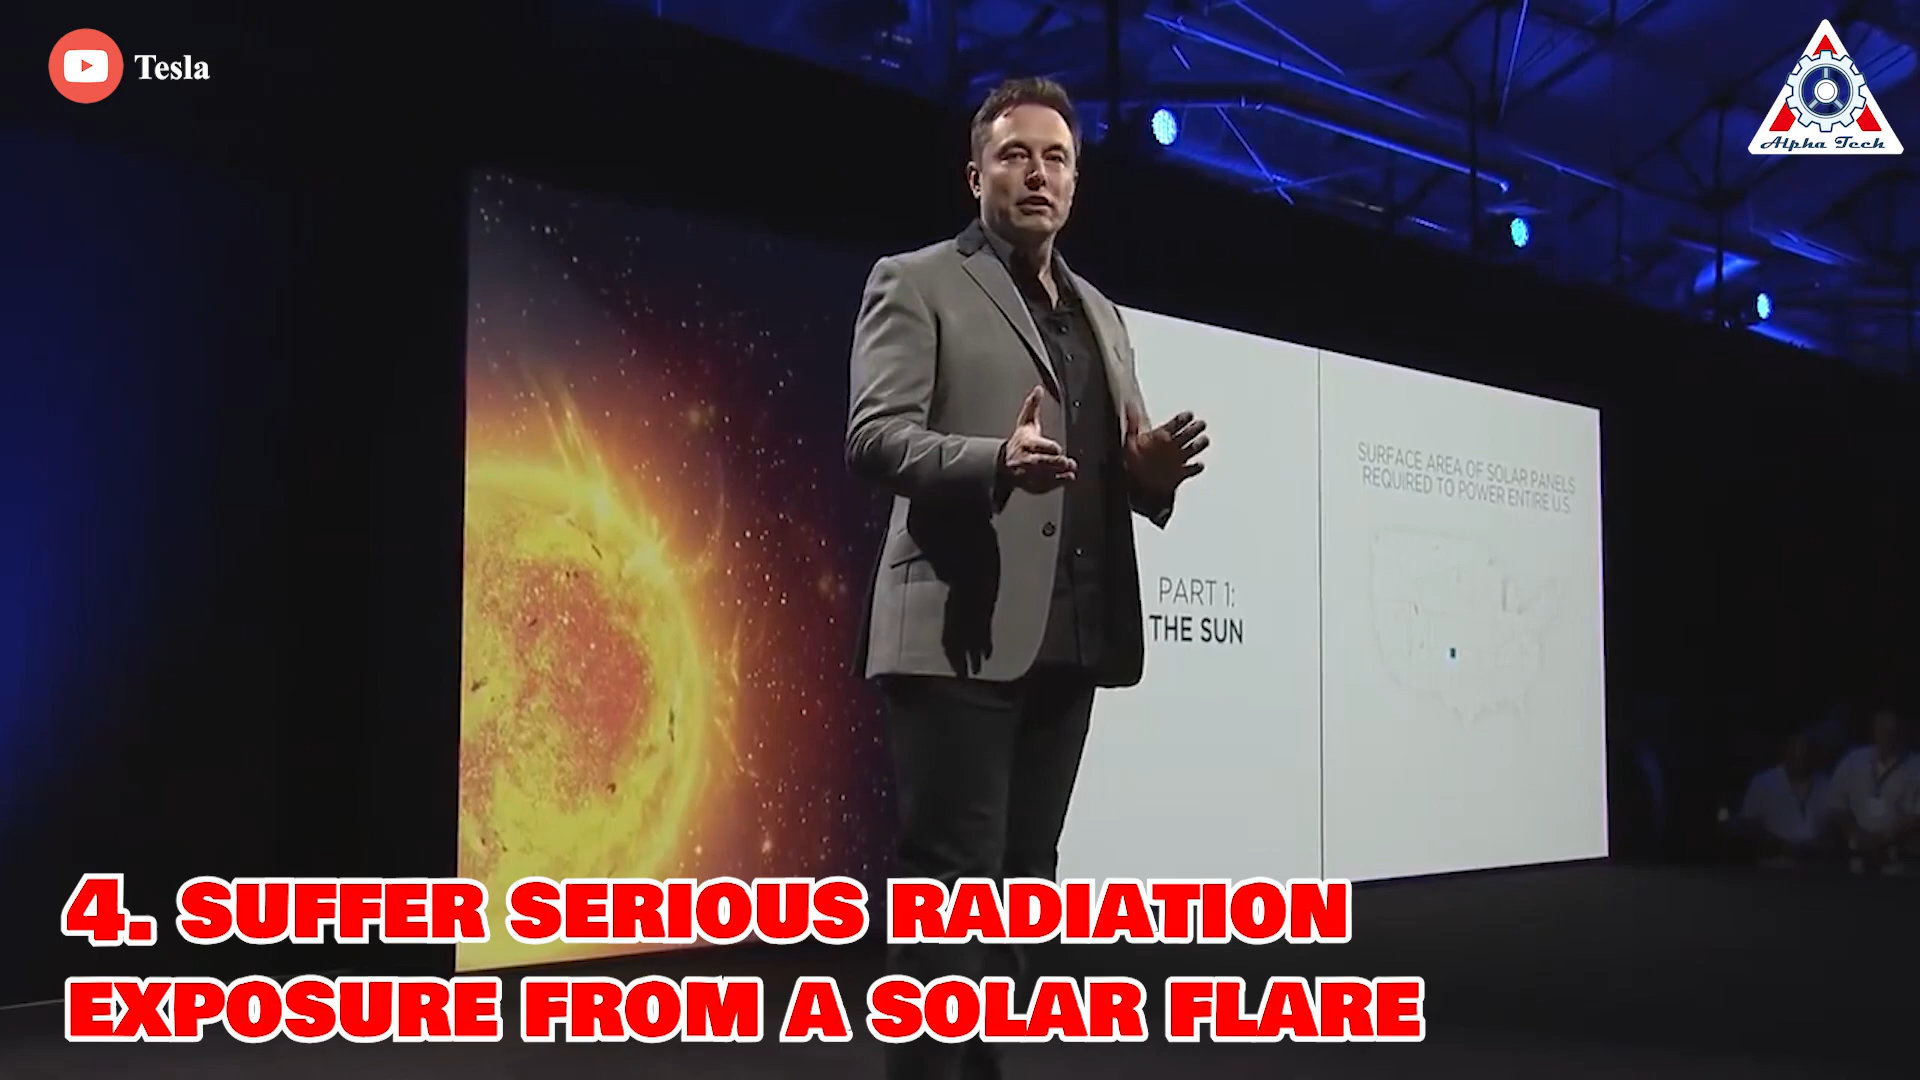 Tesla
Alpha Tech
SURFACE AREA OF SOLAR PANELS
REQUIRED TO POWER ENTIRE U.S.
PART 1:
THE SUN
4. SUFFER SERIOUS RADIATION
EXPOSURE FROM A SOLAR FLARE